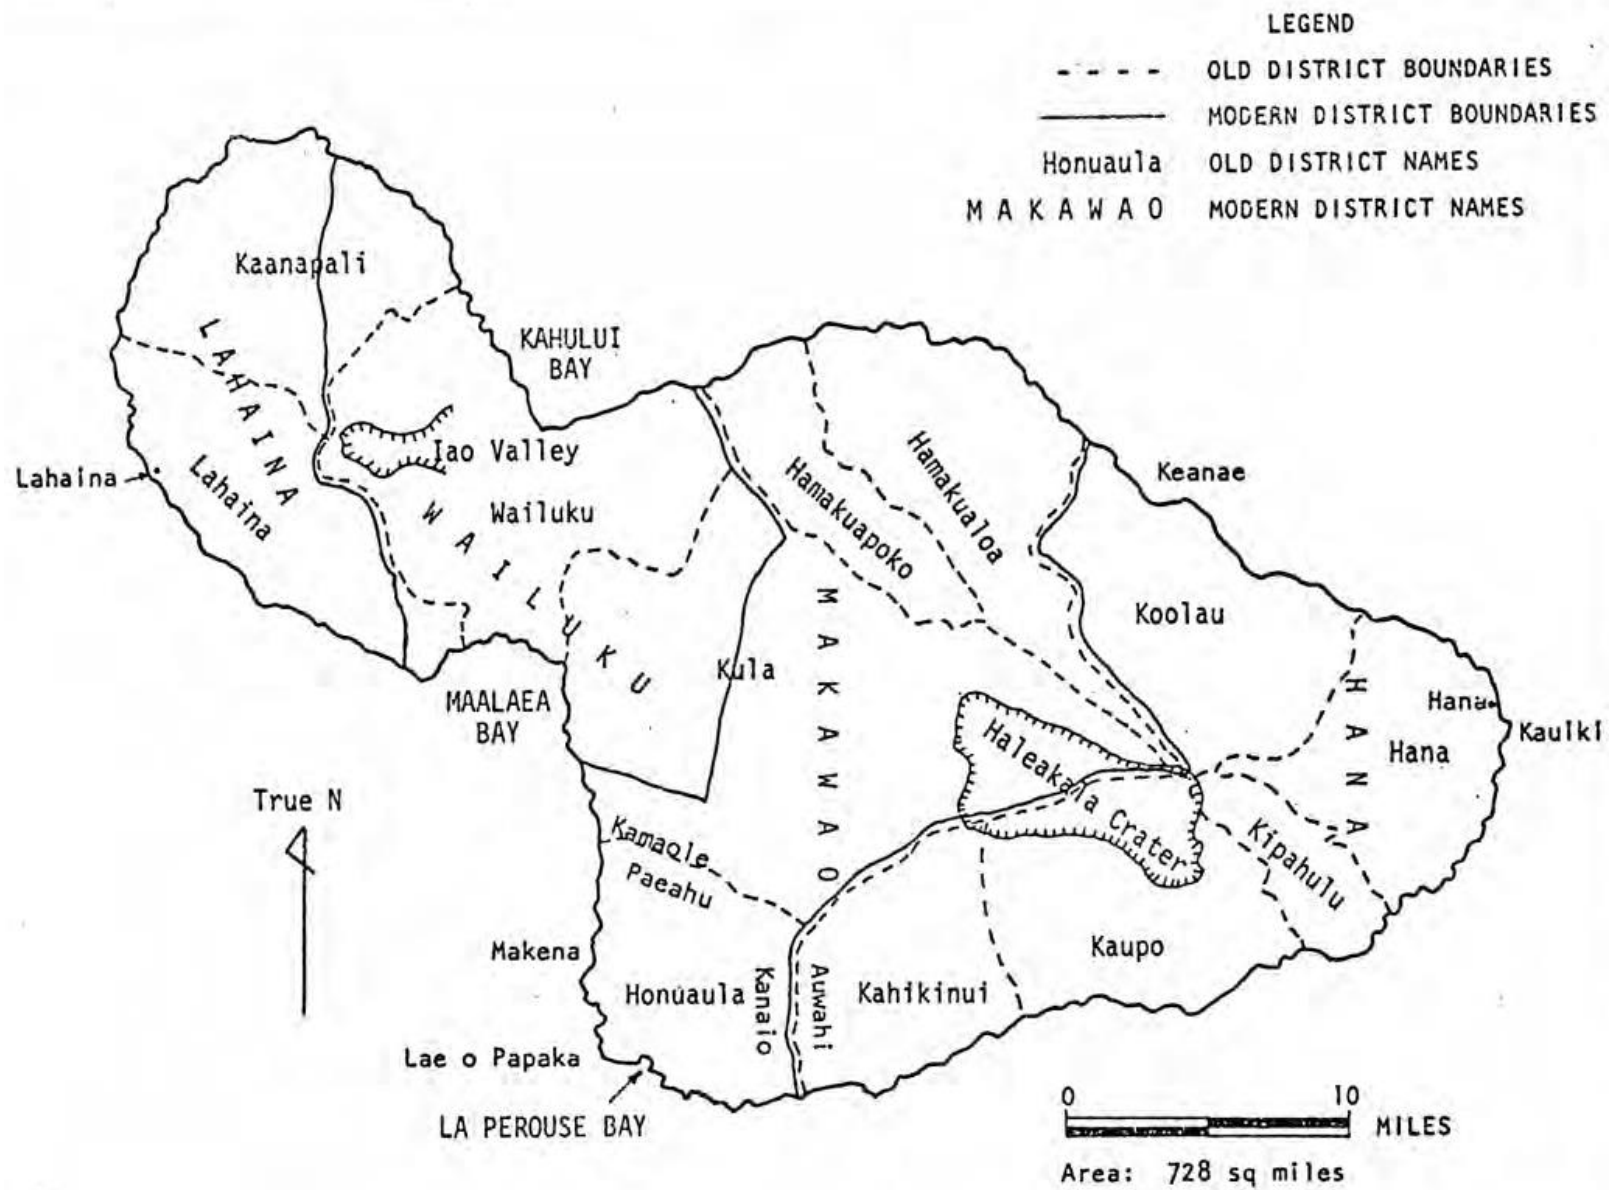 LEGEND
OLD DISTRICT BOUNDARIES
MODERN DISTRICT BOUNDARIES
Honuaula OLD DISTRICT NAMES
MAKAWAO MODERN DISTRICT NAMES
Kaanapali
LAHAINA
KAHULUI
BAY
Iao Valley
Lahaina
Lahaina
Wailuku
WAILUKU
Hamakuapoko
Hamakualoa
Keanae
Koolau
MAKAWAO
Kula
MAALAEA
BAY
HANA
Hana
Kauiki
Hana
Haleakala Crater
True N
Kamaole
Paeahu
Kipahulu
Makena
Honuaula
Kanaio
Auwahi
Kahikinui
Kaupo
Lae o Papaka
LA PEROUSE BAY
0 10
MILES
Area: 728 sq miles